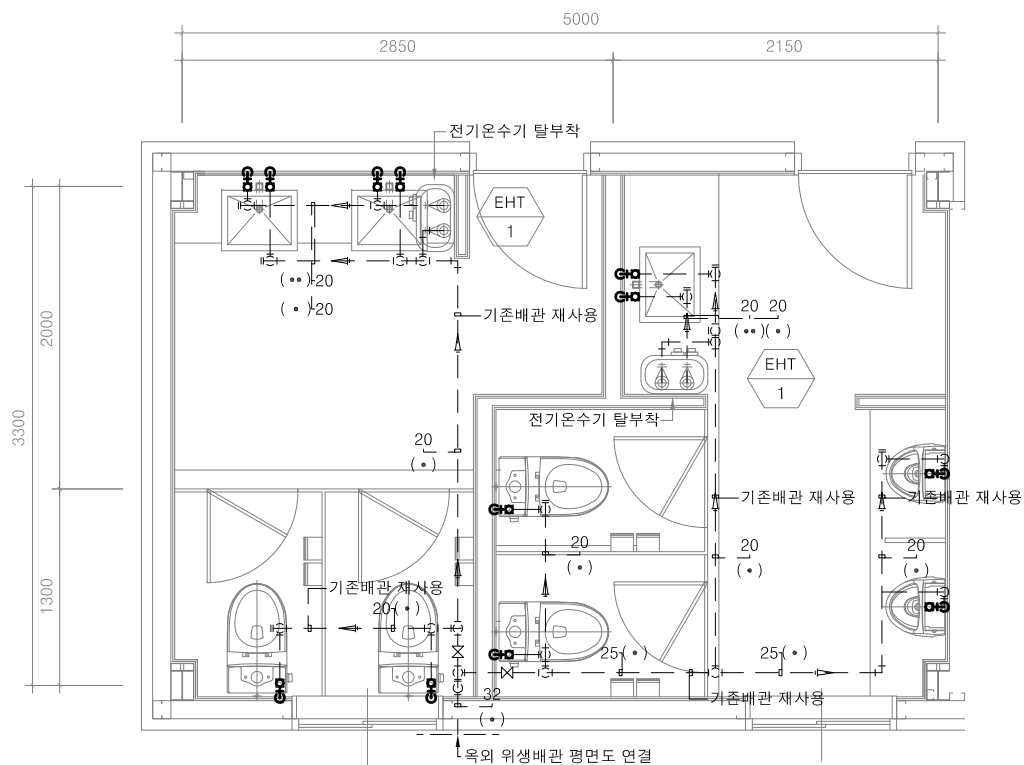 5000
2850
2150
전기온수기 탈부착
EHT
1
(••)-20
(•)-20
기존배관 재사용
20 20
(••)(•)
2000
EHT
1
3300
전기온수기 탈부착
20
(•)
기존배관 재사용
기존배관 재사용
20
(•)
20
(•)
20
(•)
기존배관 재사용
20-(•)
1300
25(•)
25(•)
32
(•)
기존배관 재사용
옥외 위생배관 평면도 연결